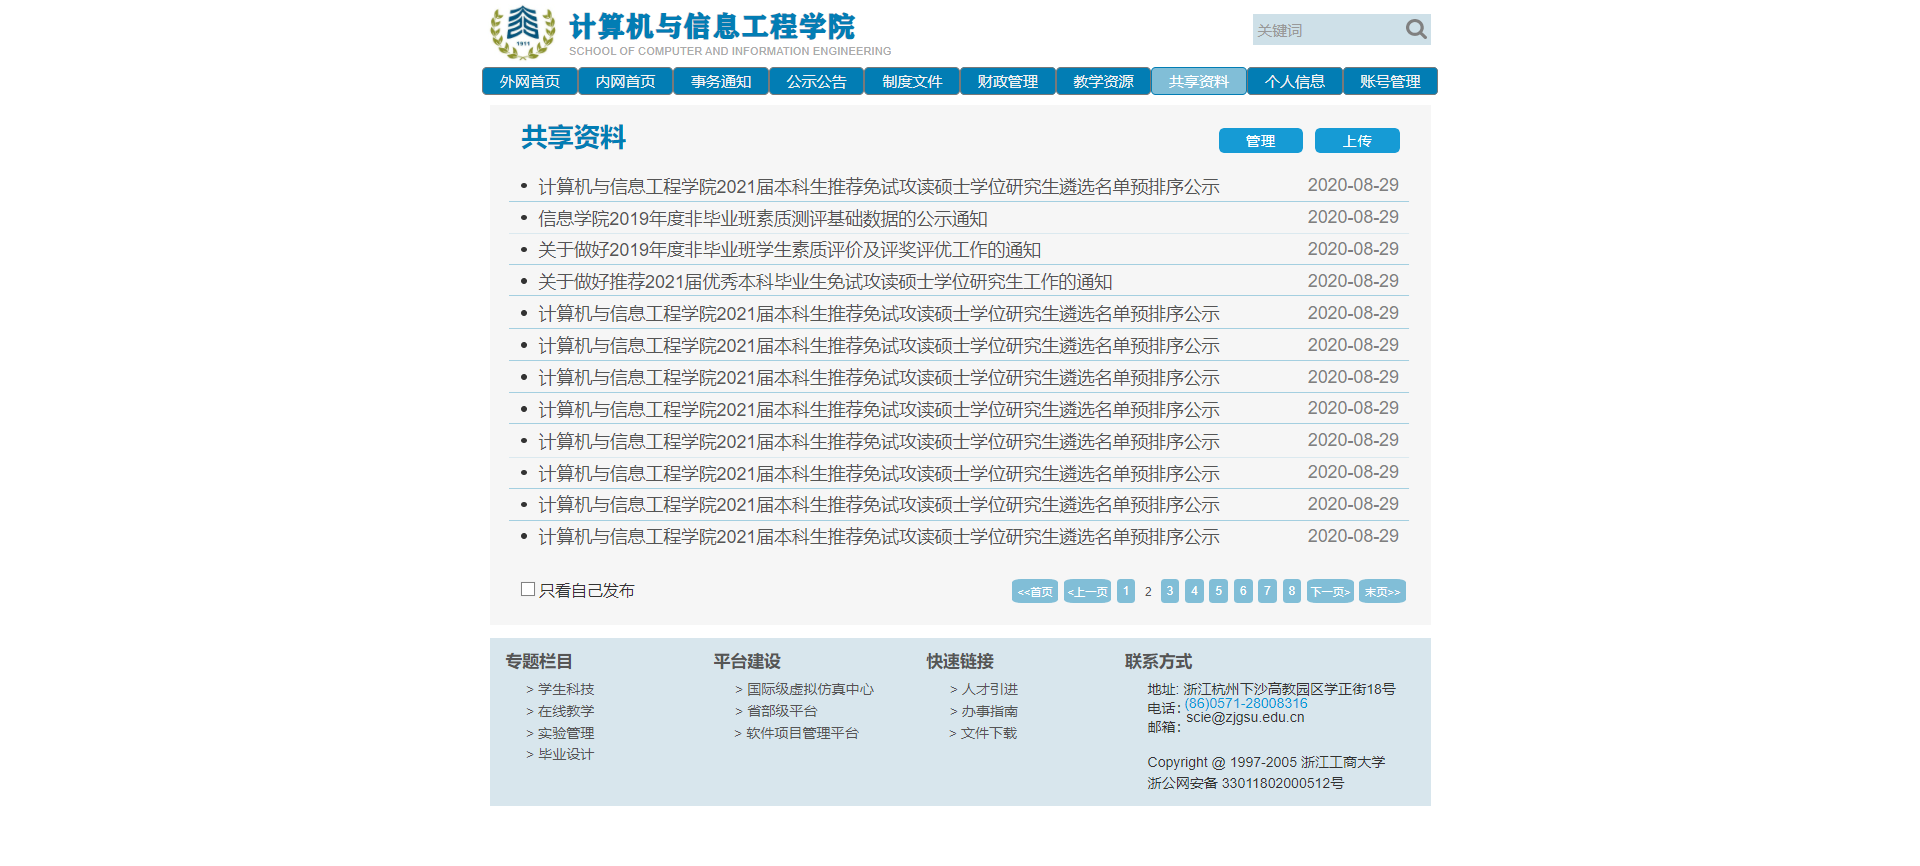 计算机与信息工程学院
SCHOOL OF COMPUTER AND INFORMATION ENGINEERING
1911
关键词
外网首页 内网首页 事务通知 公示公告 制度文件 财政管理 教学资源 共享资料 个人信息 账号管理
共享资料
管理 上传
• 计算机与信息工程学院2021届本科生推荐免试攻读硕士学位研究生遴选名单预排序公示 2020-08-29
• 信息学院2019年度非毕业班素质测评基础数据的公示通知 2020-08-29
• 关于做好2019年度非毕业班学生素质评价及评奖评优工作的通知 2020-08-29
• 关于做好推荐2021届优秀本科毕业生免试攻读硕士学位研究生工作的通知 2020-08-29
• 计算机与信息工程学院2021届本科生推荐免试攻读硕士学位研究生遴选名单预排序公示 2020-08-29
• 计算机与信息工程学院2021届本科生推荐免试攻读硕士学位研究生遴选名单预排序公示 2020-08-29
• 计算机与信息工程学院2021届本科生推荐免试攻读硕士学位研究生遴选名单预排序公示 2020-08-29
• 计算机与信息工程学院2021届本科生推荐免试攻读硕士学位研究生遴选名单预排序公示 2020-08-29
• 计算机与信息工程学院2021届本科生推荐免试攻读硕士学位研究生遴选名单预排序公示 2020-08-29
• 计算机与信息工程学院2021届本科生推荐免试攻读硕士学位研究生遴选名单预排序公示 2020-08-29
• 计算机与信息工程学院2021届本科生推荐免试攻读硕士学位研究生遴选名单预排序公示 2020-08-29
• 计算机与信息工程学院2021届本科生推荐免试攻读硕士学位研究生遴选名单预排序公示 2020-08-29
只看自己发布
<<首页 <上一页 1 2 3 4 5 6 7 8 下一页> 末页>>
专题栏目
> 学生科技
> 在线教学
> 实验管理
> 毕业设计
平台建设
> 国际级虚拟仿真中心
> 省部级平台
> 软件项目管理平台
快速链接
> 人才引进
> 办事指南
> 文件下载
联系方式
地址: 浙江杭州下沙高教园区学正街18号
电话: (86)0571-28008316
邮箱: scie@zjgsu.edu.cn
Copyright @ 1997-2005 浙江工商大学
浙公网安备 33011802000512号